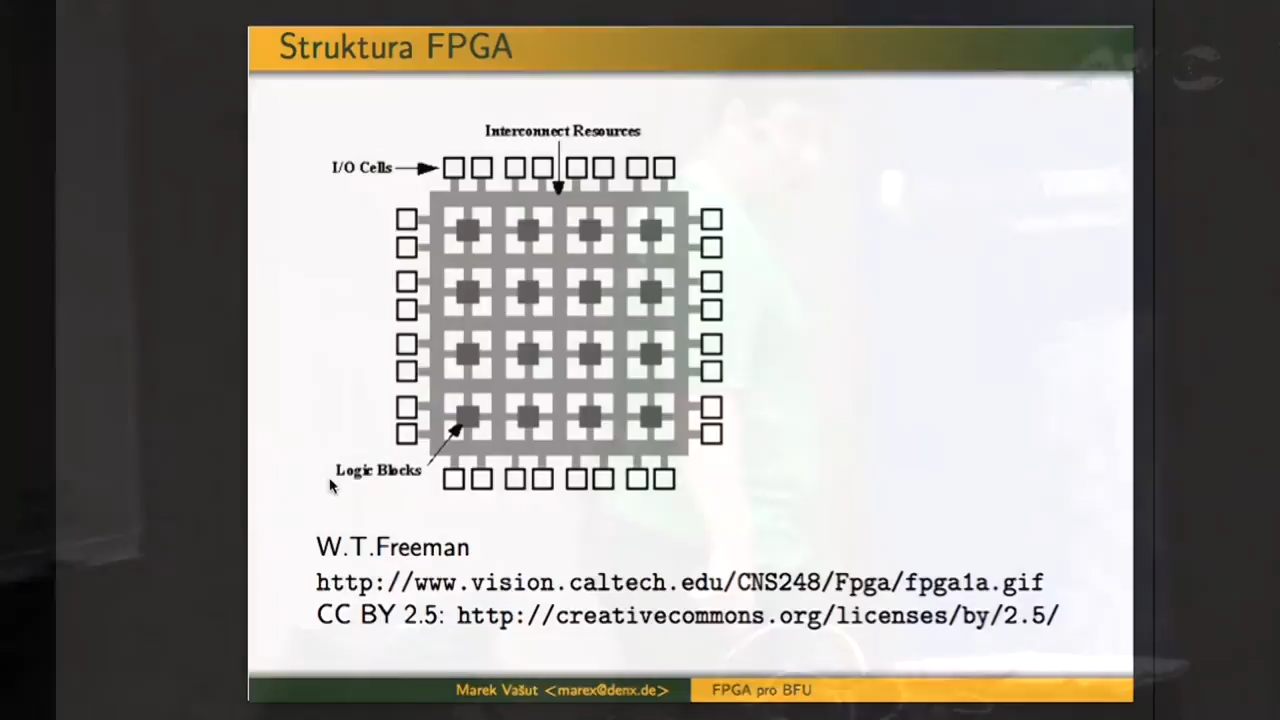 Struktura FPGA
Interconnect Resources
I/O Cells
Logic Blocks
W.T.Freeman
http://www.vision.caltech.edu/CNS248/Fpga/fpga1a.gif
CC BY 2.5: http://creativecommons.org/licenses/by/2.5/
Marek Vašut <marex@denx.de>
FPGA pro BFU